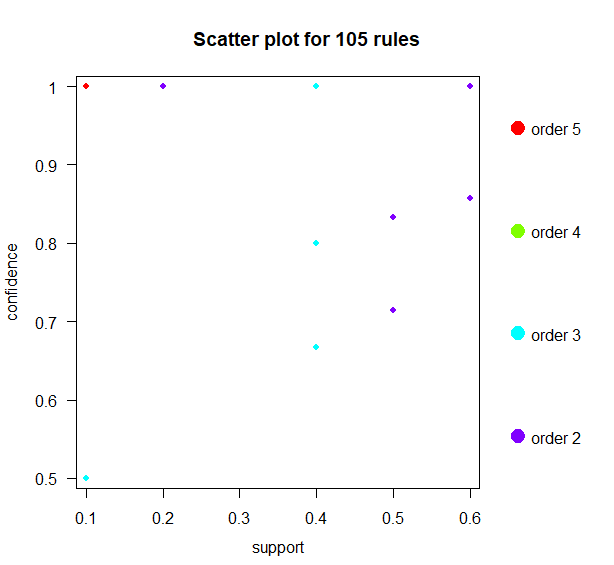 Scatter plot for 105 rules
1
0.9
0.8
0.7
0.6
0.5
confidence
0.1 0.2 0.3 0.4 0.5 0.6
support
order 5
order 4
order 3
order 2